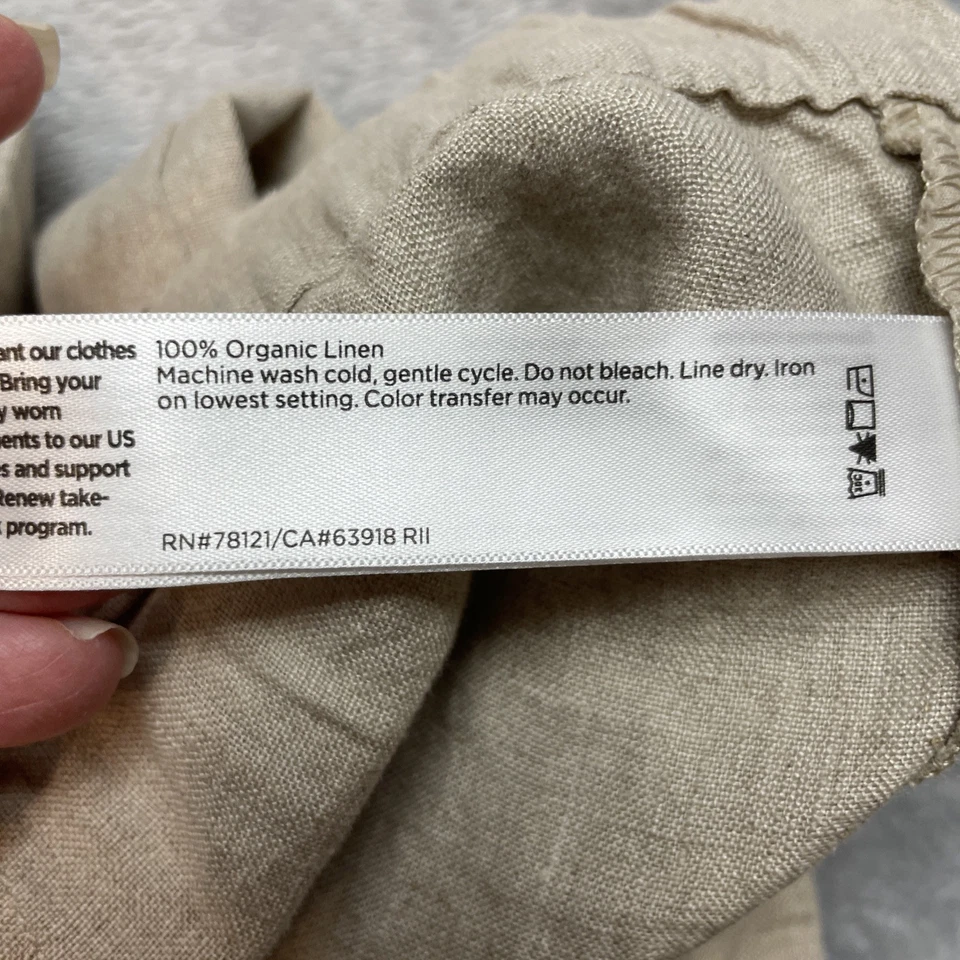 ant our clothes
Bring your
y worn
ents to our US
s and support
Renew take-
program.
100% Organic Linen
Machine wash cold, gentle cycle. Do not bleach. Line dry. Iron
on lowest setting. Color transfer may occur.
RN#78121/CA#63918 RII